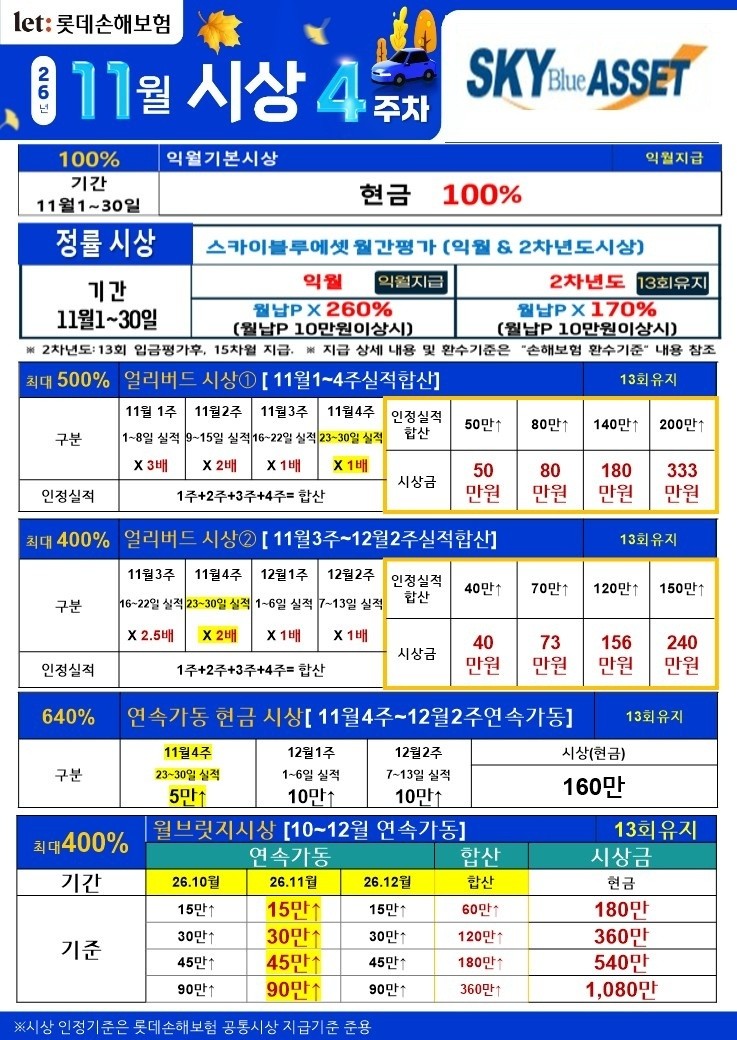 let: 롯데손해보험
26년 11월 시상 4주차
SKY Blue ASSET
100% 익월기본시상 익월지급
기간
11월1~30일
현금 100%
정률 시상 스카이블루에셋 월간평가 (익월 & 2차년도시상)
기간
11월1~30일
익월 익월지급 2차년도 13회유지
월납P X 260% 월납P X 170%
(월납P 10만원이상시) (월납P 10만원이상시)
※ 2차년도:13회 입금평가후, 15차월 지급. ※ 지급 상세 내용 및 환수기준은 "손해보험 환수기준" 내용 참조
최대 500% 얼리버드 시상① [ 11월1~4주실적합산] 13회유지
구분
11월 1주 11월2주 11월3주 11월4주
1~8일 실적 9~15일 실적 16~22일 실적 23~30일 실적
X 3배 X 2배 X 1배 X 1배
인정실적 합산 50만↑ 80만↑ 140만↑ 200만↑
시상금 50만원 80만원 180만원 333만원
인정실적 1주+2주+3주+4주= 합산
최대 400% 얼리버드 시상② [ 11월3주~12월2주실적합산] 13회유지
구분
11월3주 11월4주 12월1주 12월2주
16~22일 실적 23~30일 실적 1~6일 실적 7~13일 실적
X 2.5배 X 2배 X 1배 X 1배
인정실적 합산 40만↑ 70만↑ 120만↑ 150만↑
시상금 40만원 73만원 156만원 240만원
인정실적 1주+2주+3주+4주= 합산
640% 연속가동 현금 시상[ 11월4주~12월2주연속가동] 13회유지
구분
11월4주 12월1주 12월2주 시상(현금)
23~30일 실적 1~6일 실적 7~13일 실적
5만↑ 10만↑ 10만↑ 160만
최대400% 월브릿지시상 [10~12월 연속가동] 13회유지
연속가동 합산 시상금
기간 26.10월 26.11월 26.12월 합산 현금
기준
15만↑ 15만↑ 15만↑ 60만↑ 180만
30만↑ 30만↑ 30만↑ 120만↑ 360만
45만↑ 45만↑ 45만↑ 180만↑ 540만
90만↑ 90만↑ 90만↑ 360만↑ 1,080만
※시상 인정기준은 롯데손해보험 공통시상 지급기준 준용